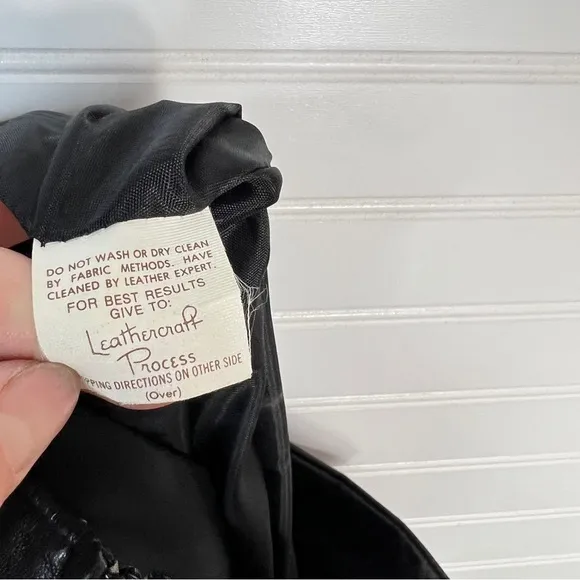 DO NOT WASH OR DRY CLEAN
BY FABRIC METHODS. HAVE
CLEANED BY LEATHER EXPERT.
FOR BEST RESULTS
GIVE TO:
Leathercraft
Process
DIRECTIONS ON OTHER SIDE
(Over)